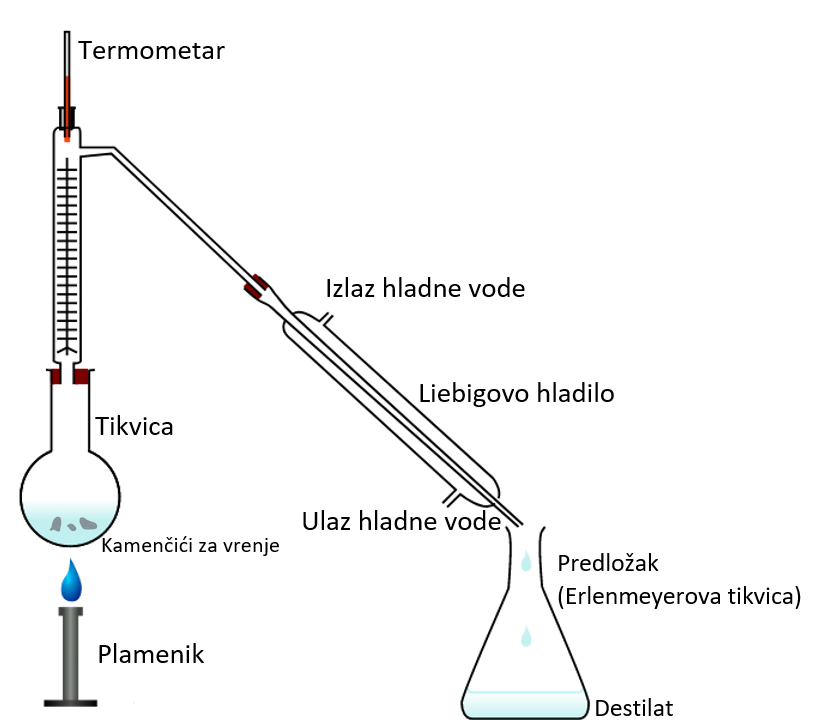 Termometar
Izlaz hladne vode
Liebigovo hladilo
Tikvica
Ulaz hladne vode
Kamenčići za vrenje
Predložak
(Erlenmeyerova tikvica)
Plamenik
Destilat